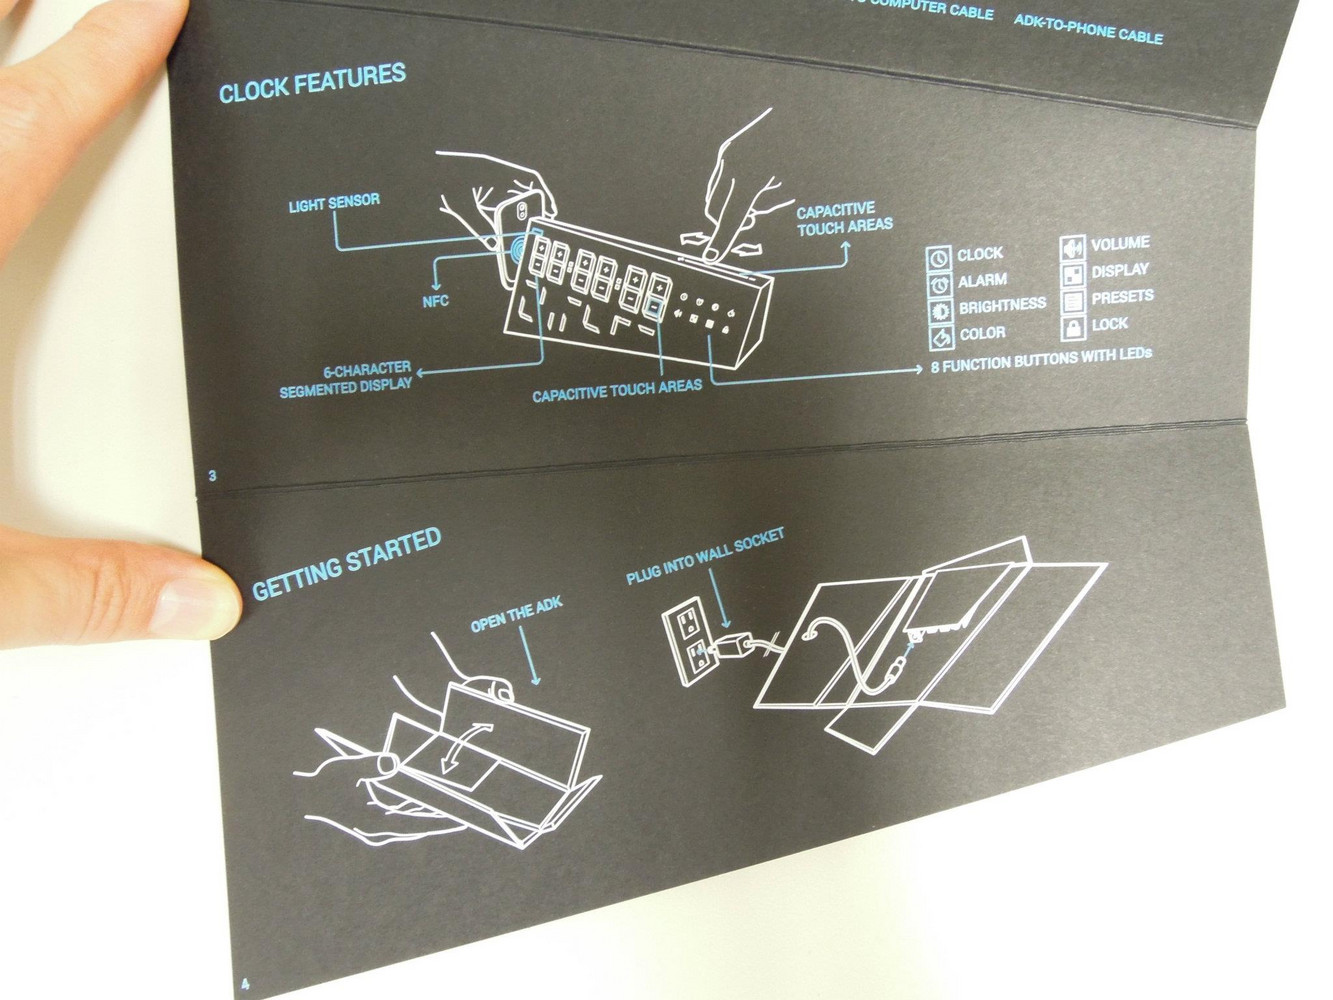 COMPUTER CABLE
ADK-TO-PHONE CABLE
CLOCK FEATURES
LIGHT SENSOR
NFC
6-CHARACTER
SEGMENTED DISPLAY
CAPACITIVE TOUCH AREAS
CAPACITIVE
TOUCH AREAS
CLOCK
ALARM
BRIGHTNESS
COLOR
VOLUME
DISPLAY
PRESETS
LOCK
8 FUNCTION BUTTONS WITH LEDs
3
GETTING STARTED
OPEN THE ADK
PLUG INTO WALL SOCKET
4